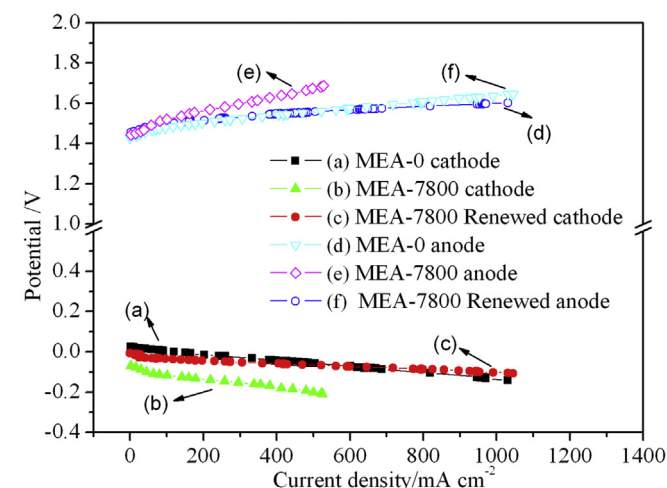 2.0
1.8
1.6
1.4
1.2
1.0
0.4
0.2
0.0
-0.2
-0.4
Potential /V
(e)
(f)
(d)
(a) MEA-0 cathode
(b) MEA-7800 cathode
(c) MEA-7800 Renewed cathode
(d) MEA-0 anode
(e) MEA-7800 anode
(f) MEA-7800 Renewed anode
(a)
(c)
(b)
0 200 400 600 800 1000 1200 1400
Current density/mA cm⁻²